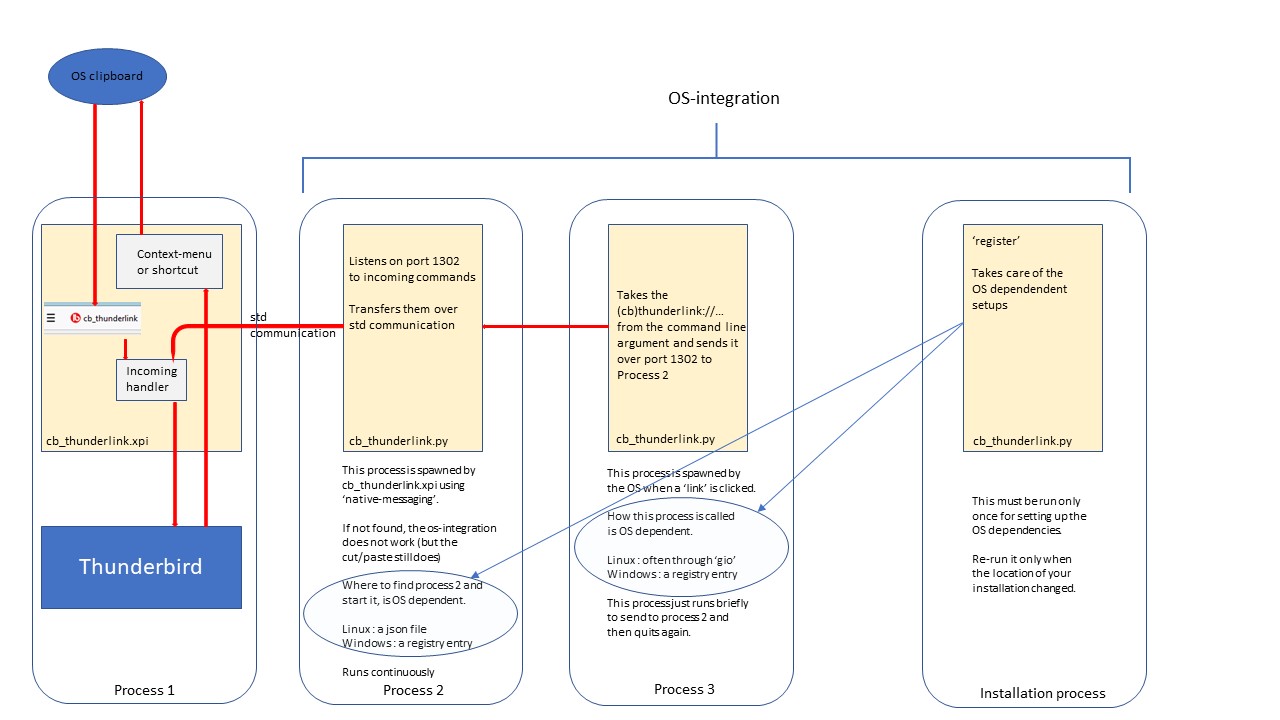 OS clipboard
OS-integration
Context-menu
or shortcut
cb_thunderlink
Incoming
handler
cb_thunderlink.xpi
Thunderbird
Process 1
std
communication
Listens on port 1302
to incoming commands
Transfers them over
std communication
cb_thunderlink.py
This process is spawned by
cb_thunderlink.xpi using
‘native-messaging’.
If not found, the os-integration
does not work (but the
cut/paste still does)
Where to find process 2 and
start it, is OS dependent.
Linux : a json file
Windows : a registry entry
Runs continuously
Process 2
Takes the
(cb)thunderlink://...
from the command line
argument and sends it
over port 1302 to
Process 2
cb_thunderlink.py
This process is spawned by
the OS when a ‘link’ is clicked.
How this process is called
is OS dependent.
Linux : often through ‘gio’
Windows : a registry entry
This process just runs briefly
to send to process 2 and
then quits again.
Process 3
‘register’
Takes care of the
OS dependendent
setups
cb_thunderlink.py
This must be run only
once for setting up the
OS dependencies.
Re-run it only when
the location of your
installation changed.
Installation process